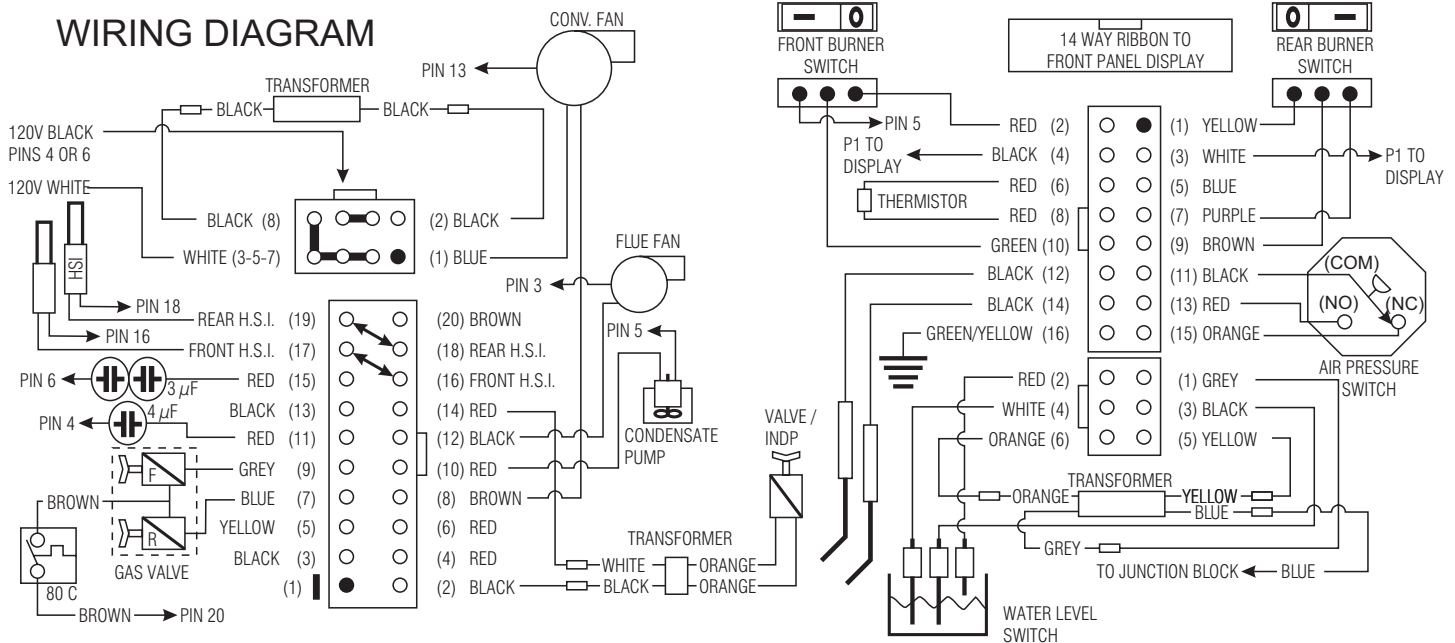 WIRING DIAGRAM
CONV. FAN
PIN 13
TRANSFORMER
BLACK
BLACK
120V BLACK
PINS 4 OR 6
120V WHITE
BLACK (8)
(2) BLACK
WHITE (3-5-7)
(1) BLUE
HSI
FLUE FAN
PIN 3
PIN 5
CONDENSATE
PUMP
PIN 18
PIN 16
REAR H.S.I. (19)
(20) BROWN
FRONT H.S.I. (17)
(18) REAR H.S.I.
PIN 6
3 µF
RED (15)
(16) FRONT H.S.I.
BLACK (13)
(14) RED
PIN 4
4 µF
RED (11)
(12) BLACK
F
GREY (9)
(10) RED
BROWN
BLUE (7)
(8) BROWN
R
YELLOW (5)
(6) RED
GAS VALVE
BLACK (3)
(4) RED
(1)
(2) BLACK
80 C
BROWN
PIN 20
VALVE /
INDP
TRANSFORMER
WHITE
ORANGE
BLACK
ORANGE
FRONT BURNER
SWITCH
0
14 WAY RIBBON TO
FRONT PANEL DISPLAY
0
REAR BURNER
SWITCH
PIN 5
P1 TO
DISPLAY
THERMISTOR
RED (2)
(1) YELLOW
BLACK (4)
(3) WHITE
P1 TO
DISPLAY
RED (6)
(5) BLUE
RED (8)
(7) PURPLE
GREEN (10)
(9) BROWN
BLACK (12)
(11) BLACK
BLACK (14)
(13) RED
GREEN/YELLOW (16)
(15) ORANGE
(COM)
(NO)
(NC)
AIR PRESSURE
SWITCH
RED (2)
(1) GREY
WHITE (4)
(3) BLACK
ORANGE (6)
(5) YELLOW
TRANSFORMER
ORANGE
YELLOW
BLUE
GREY
TO JUNCTION BLOCK
BLUE
WATER LEVEL
SWITCH